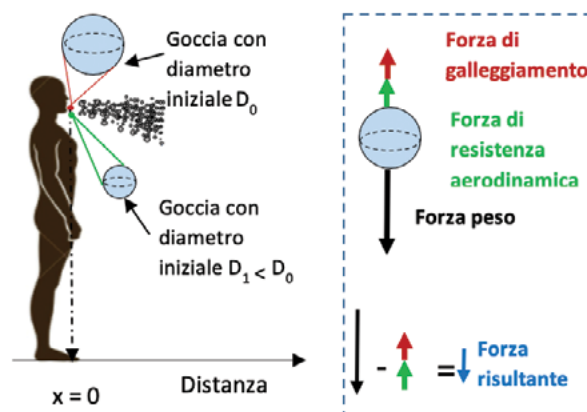 Goccia con
diametro
iniziale D₀
Goccia con
diametro
iniziale D₁ < D₀
x = 0
Distanza
Forza di
galleggiamento
Forza di
resistenza
aerodinamica
Forza peso
- = Forza
risultante